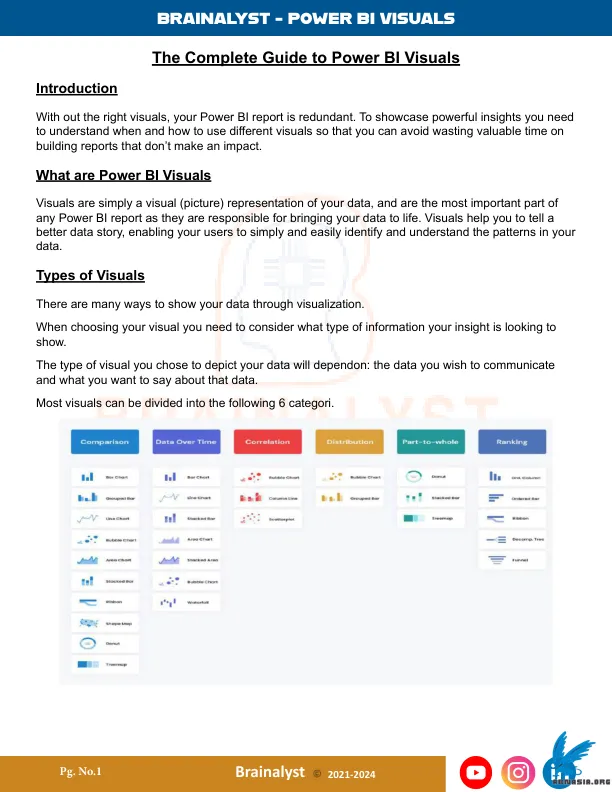 BRAINALYST - POWER BI VISUALS
The Complete Guide to Power BI Visuals
Introduction
With out the right visuals, your Power BI report is redundant. To showcase powerful insights you need
to understand when and how to use different visuals so that you can avoid wasting valuable time on
building reports that don't make an impact.
What are Power BI Visuals
Visuals are simply a visual (picture) representation of your data, and are the most important part of
any Power BI report as they are responsible for bringing your data to life. Visuals help you to tell a
better data story, enabling your users to simply and easily identify and understand the patterns in your
data.
Types of Visuals
There are many ways to show your data through visualization.
When choosing your visual you need to consider what type of information your insight is looking to
show.
The type of visual you chose to depict your data will dependon: the data you wish to communicate
and what you want to say about that data.
Most visuals can be divided into the following 6 categori.
BRAINALYST
Comparison Data Over Time Correlation Distribution Part-to-whole Ranking
Bar Chart Bar Chart Bubble Chart Bubble Chart Donut
Grouped Bar Line Chart Column Line Grouped Bar Stacked Bar Ordered Bar
Line Chart Stacked Bar Scatterplot Treemap Ribbon
Bubble Chart Area Chart Decomp. Tree
Area Chart Stacked Area Funnel
Stacked Bar Bubble Chart
Ribbon Waterfall
Shape Map
Donut
Treemap
Pg. No.1
Brainalyst © 2021-2024
in